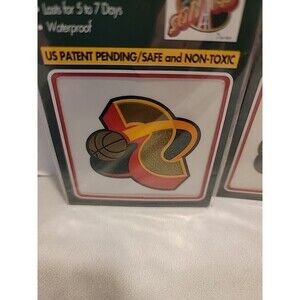 • Lasts for 5 to 7 Days
• Waterproof
US PATENT PENDING/SAFE and NON-TOXIC